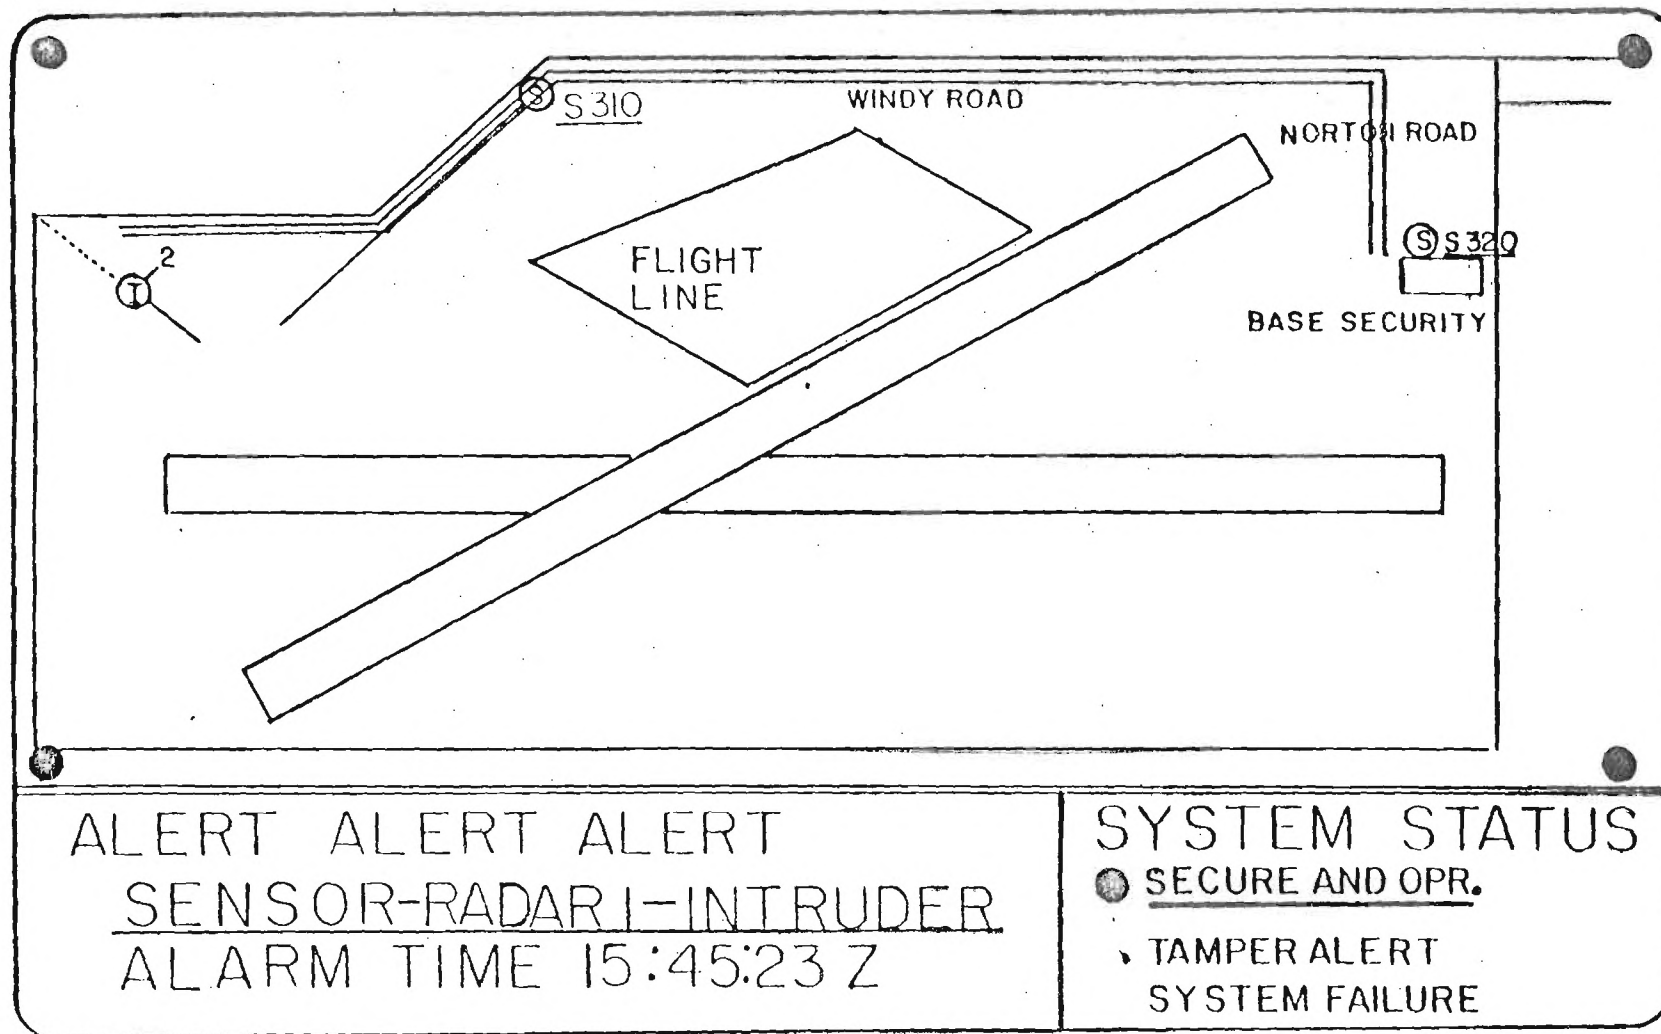 S S310
WINDY ROAD
NORTON ROAD
2
I
FLIGHT
LINE
S S320
BASE SECURITY
ALERT ALERT ALERT
SENSOR-RADAR I-INTRUDER
ALARM TIME 15:45:23 Z
SYSTEM STATUS
SECURE AND OPR.
TAMPER ALERT
SYSTEM FAILURE